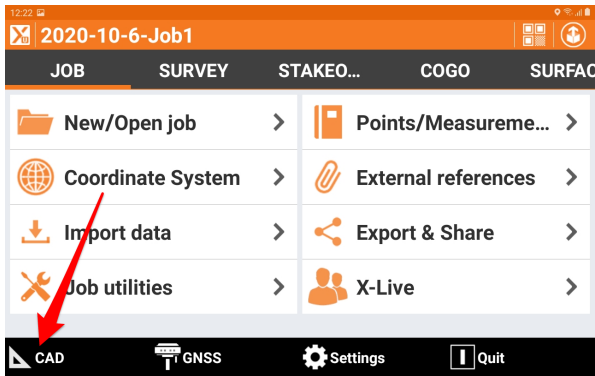 12:22
2020-10-6-Job1
JOB SURVEY STAKEO... COGO SURFAC
New/Open job
Points/Measureme...
Coordinate System
External references
Import data
Export & Share
Job utilities
X-Live
CAD GNSS Settings Quit